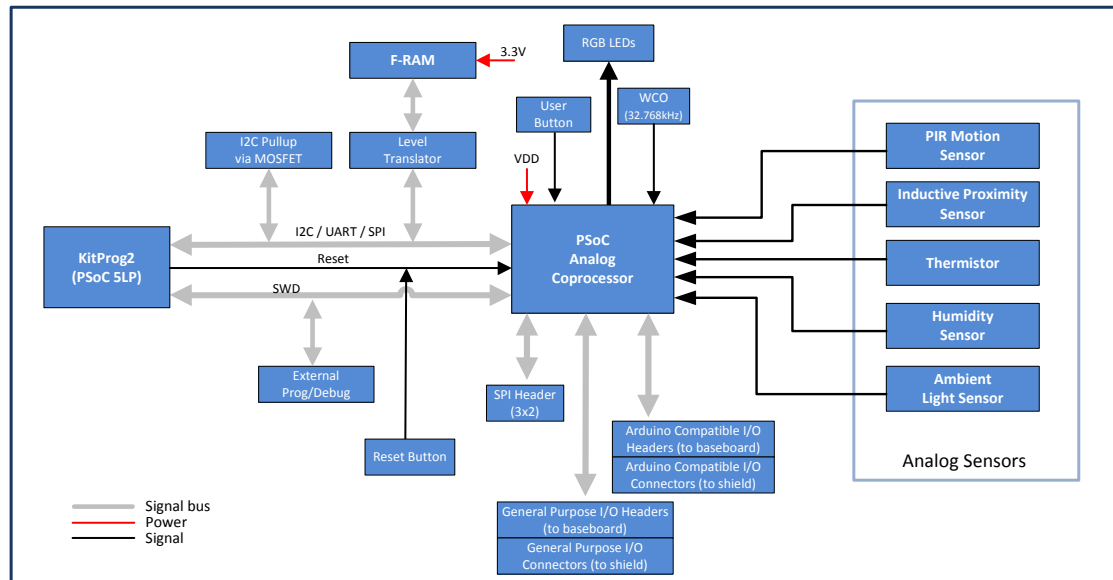 RGB LEDs
F-RAM
3.3V
User
Button
WCO
(32.768kHz)
I2C Pullup
via MOSFET
Level
Translator
VDD
PIR Motion
Sensor
Inductive Proximity
Sensor
KitProg2
(PSoC 5LP)
I2C / UART / SPI
Reset
SWD
PSoC
Analog
Coprocessor
Thermistor
Humidity
Sensor
External
Prog/Debug
SPI Header
(3x2)
Ambient
Light Sensor
Reset Button
Arduino Compatible I/O
Headers (to baseboard)
Arduino Compatible I/O
Connectors (to shield)
Analog Sensors
Signal bus
Power
Signal
General Purpose I/O Headers
(to baseboard)
General Purpose I/O
Connectors (to shield)